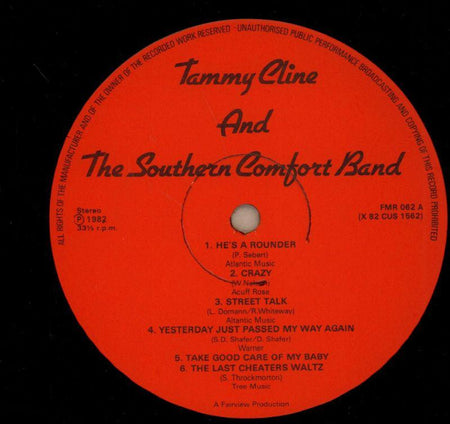 ALL RIGHTS OF THE MANUFACTURER AND OF THE OWNER OF THE RECORDED WORK RESERVED - UNAUTHORISED PUBLIC PERFORMANCE BROADCASTING AND COPYING OF THIS RECORD PROHIBITED
Tammy Cline
And
The Southern Comfort Band
Stereo
Ⓟ 1982
33⅓ r.p.m.
FMR 062 A
(X 82 CUS 1662)
1. HE'S A ROUNDER
(P. Sebert)
Atlantic Music
2. CRAZY
(W. Nelson)
Acuff Rose
3. STREET TALK
(L. Domann/R.Whiteway)
Altantic Music
4. YESTERDAY JUST PASSED MY WAY AGAIN
(S.D. Shafer/D. Shafer)
Warner
5. TAKE GOOD CARE OF MY BABY
6. THE LAST CHEATERS WALTZ
(S. Throckmorton)
Tree Music
A Fairview Production